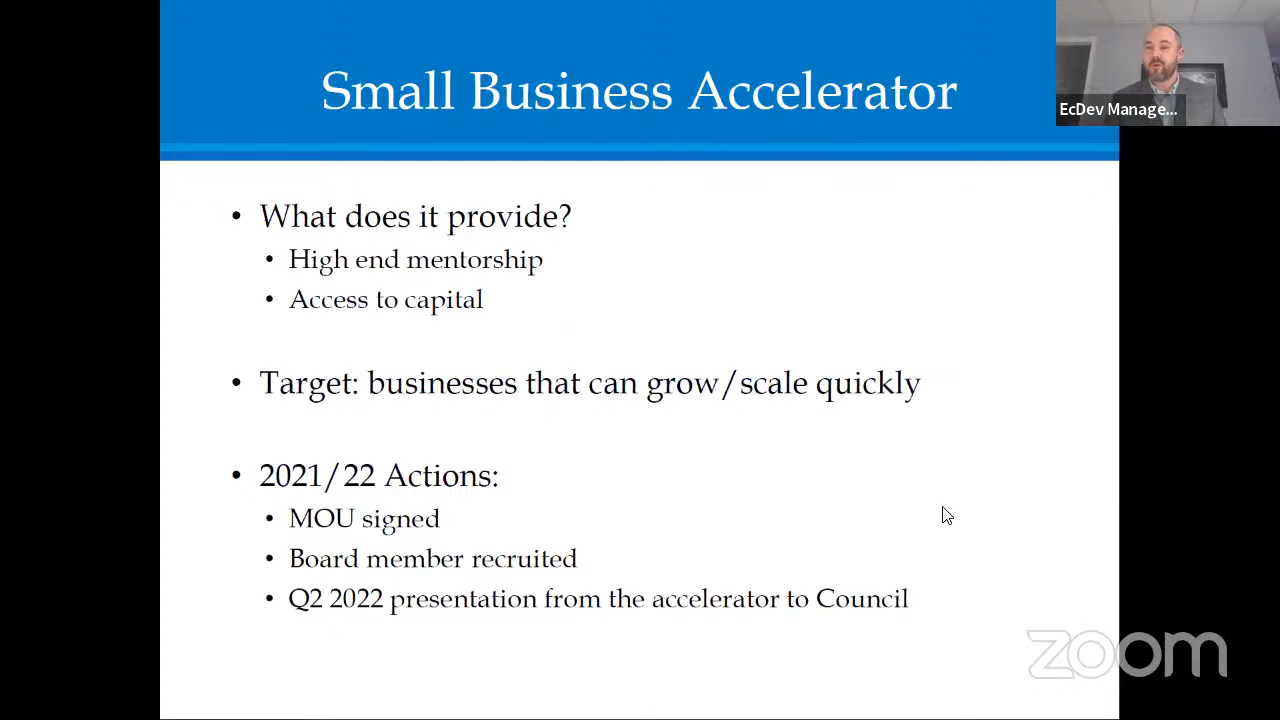 Small Business Accelerator
EcDev Manage...
• What does it provide?
• High end mentorship
• Access to capital
• Target: businesses that can grow/scale quickly
• 2021/22 Actions:
• MOU signed
• Board member recruited
• Q2 2022 presentation from the accelerator to Council
zoom